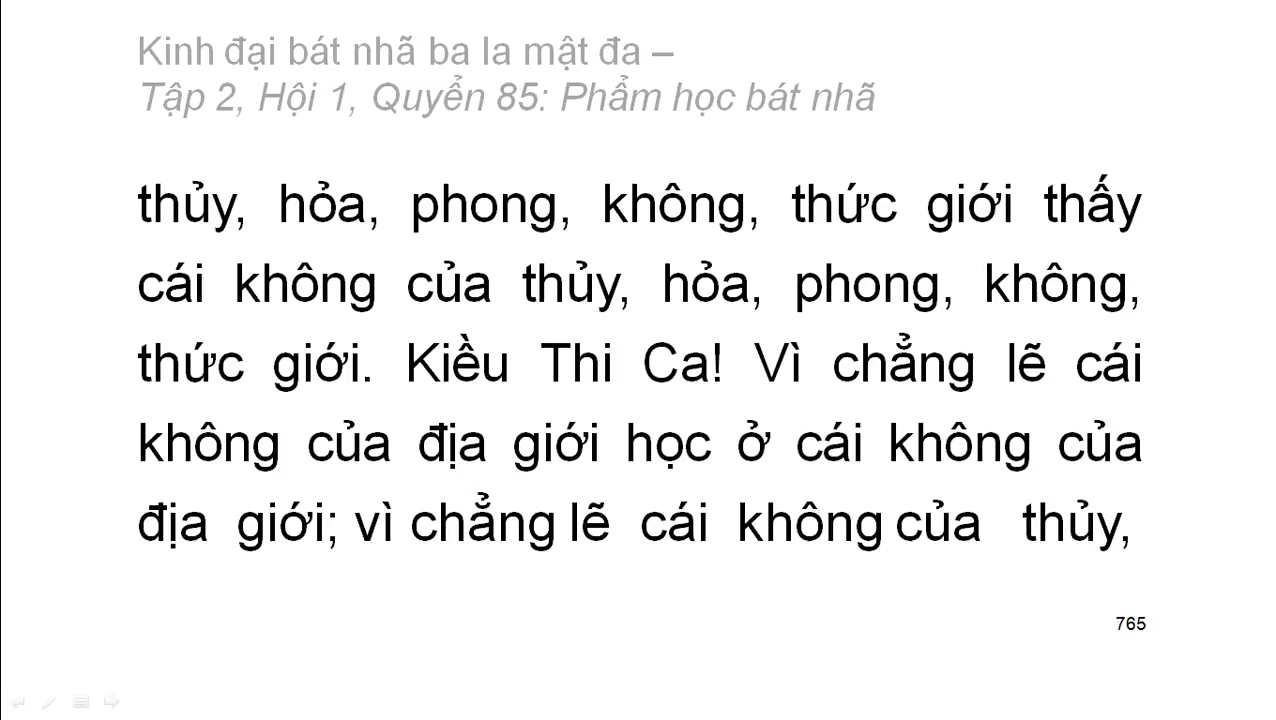 Kinh đại bát nhã ba la mật đa –
Tập 2, Hội 1, Quyển 85: Phẩm học bát nhã
thủy, hỏa, phong, không, thức giới thấy
cái không của thủy, hỏa, phong, không,
thức giới. Kiều Thi Ca! Vì chẳng lẽ cái
không của địa giới học ở cái không của
địa giới; vì chẳng lẽ cái không của thủy,
765